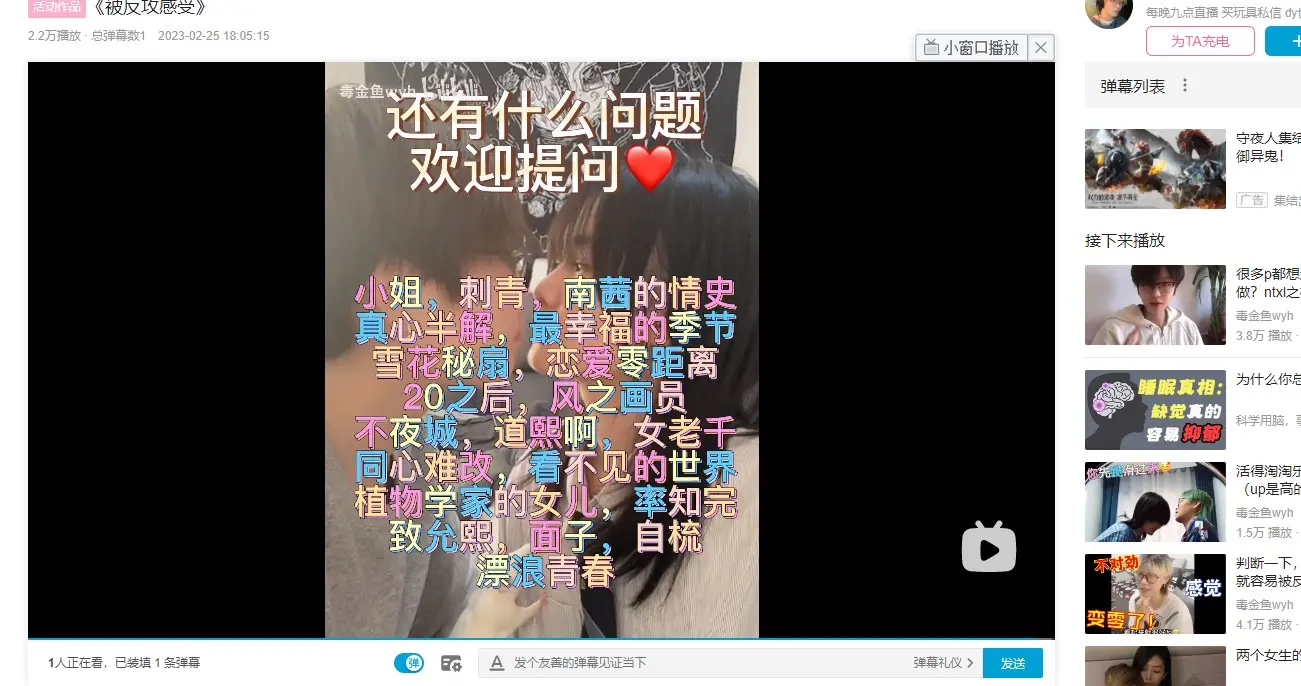 活动作品 《被反攻感受》
2.2万播放 · 总弹幕数1 2023-02-25 18:05:15
小窗口播放
毒金鱼wyh
还有什么问题
欢迎提问❤️
小姐，刺青，南茜的情史
真心半解，最幸福的季节
雪花秘扇，恋爱零距离
20之后，风之画员
不夜城，道熙啊，女老千
同心难改，看不见的世界
植物学家的女儿，率知完
致允熙，面子，自梳
漂浪青春
1人正在看，已装填 1 条弹幕
弹
发个友善的弹幕见证当下
弹幕礼仪
发送
每晚九点直播 买玩具私信
为TA充电
弹幕列表
守夜人集结
御异鬼！
广告
接下来播放
很多p都想
做？ntxl之
毒金鱼wyh
3.8万 播放 ·
睡眠真相：
缺觉真的
容易抑郁
为什么你总
科学用脑，
活得淘淘乐
（up是高的
毒金鱼wyh
1.5万 播放 ·
不对劲
感觉
变零了！
判断一下，
就容易被反
毒金鱼wyh
4.1万 播放 ·
两个女生的